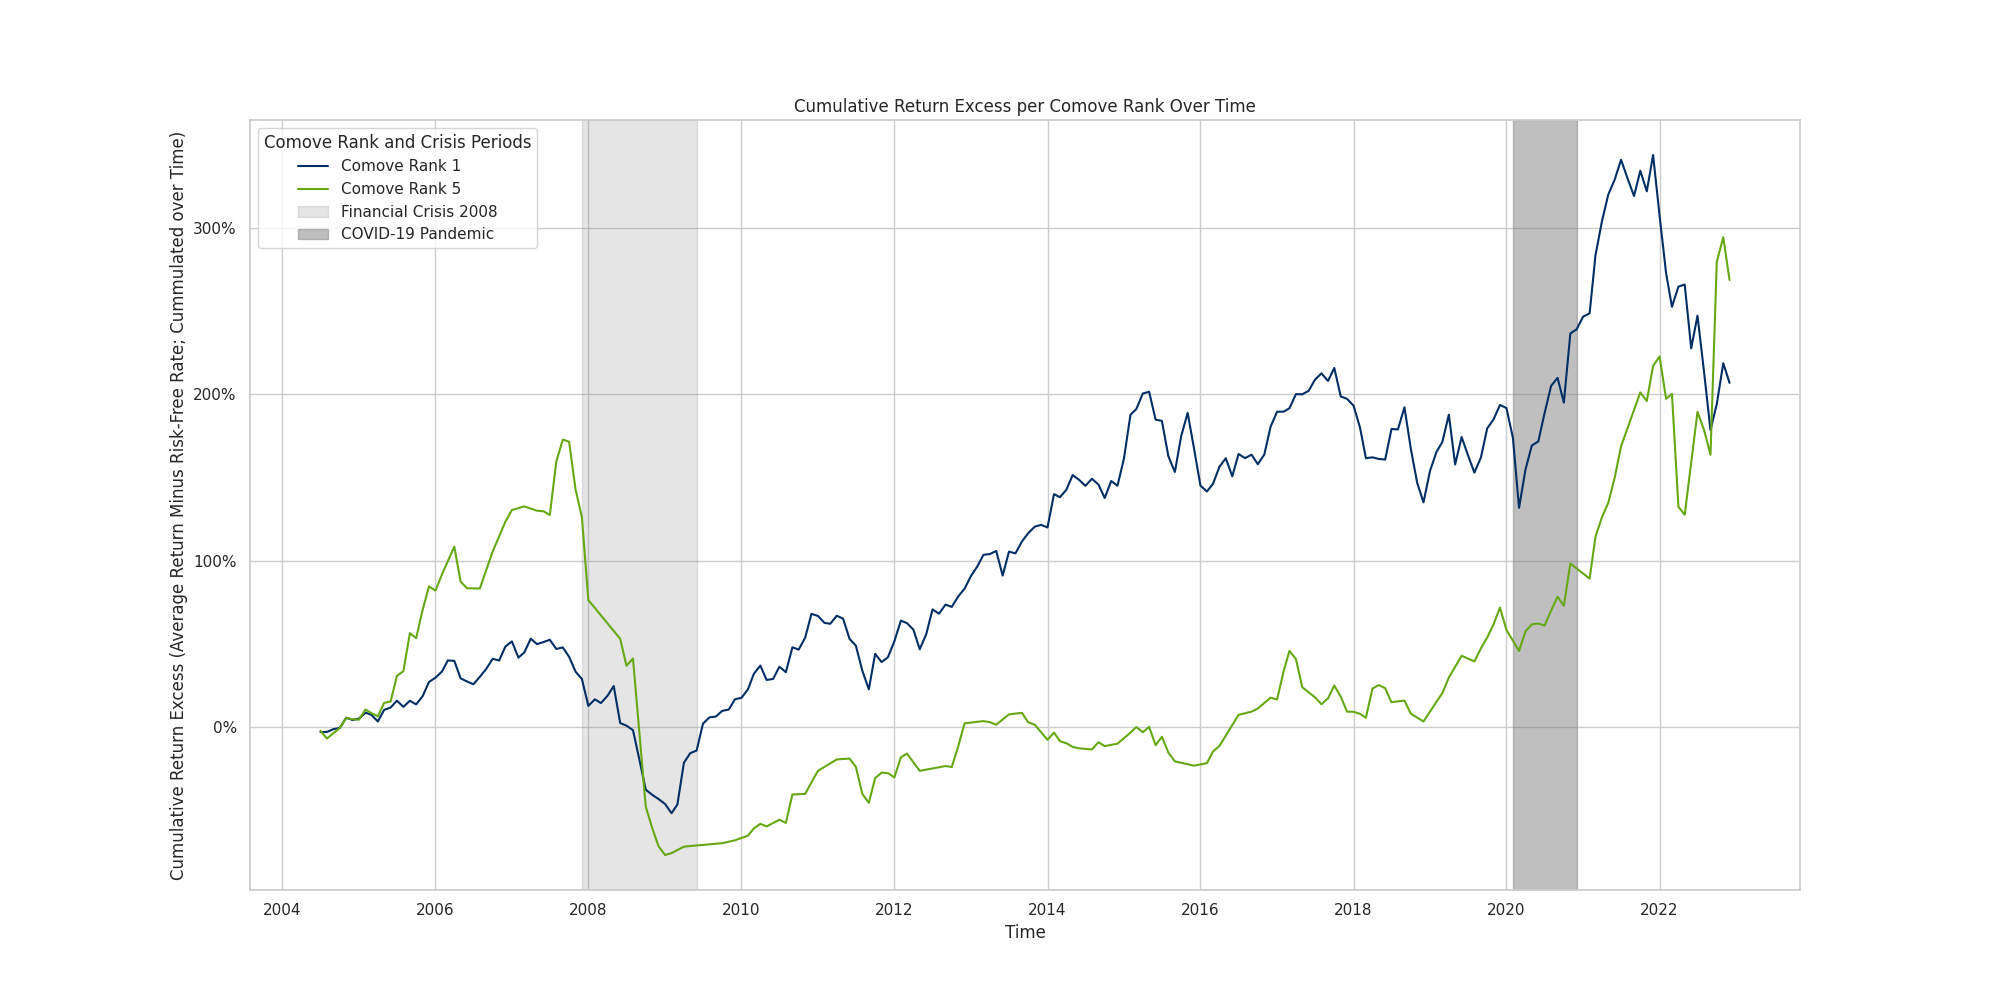 Cumulative Return Excess per Comove Rank Over Time
Cumulative Return Excess (Average Return Minus Risk-Free Rate; Cummulated over Time)
Comove Rank and Crisis Periods
Comove Rank 1
Comove Rank 5
Financial Crisis 2008
COVID-19 Pandemic
300%
200%
100%
0%
2004 2006 2008 2010 2012 2014 2016 2018 2020 2022
Time